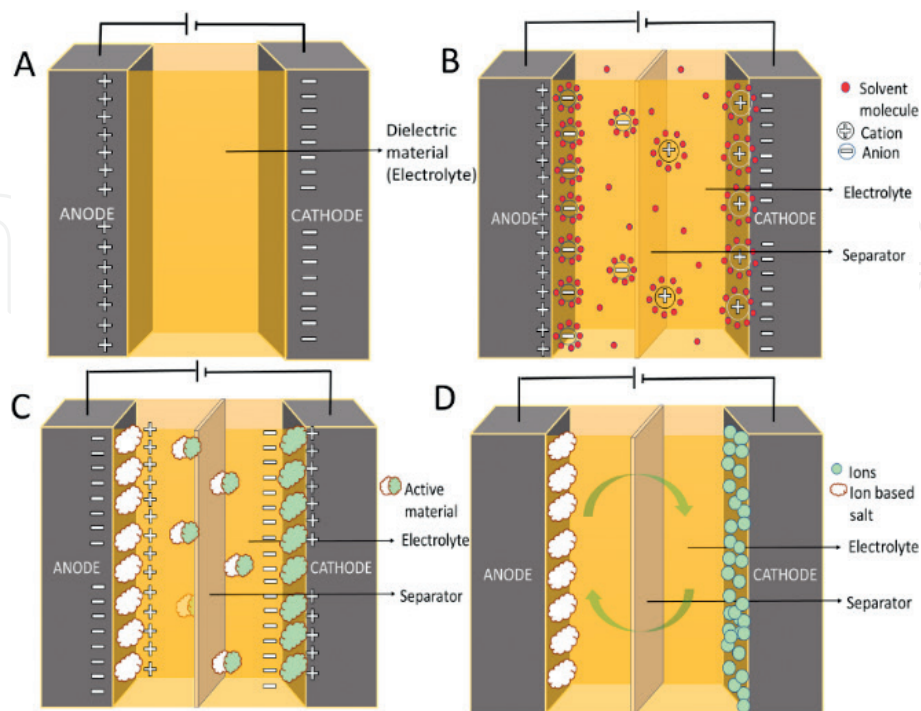 A
Dielectric
material
(Electrolyte)
ANODE
CATHODE
B
Solvent
molecule
Cation
Anion
Electrolyte
ANODE
CATHODE
Separator
C
Active
material
Electrolyte
ANODE
CATHODE
Separator
D
Ions
Ion based
salt
Electrolyte
ANODE
CATHODE
Separator